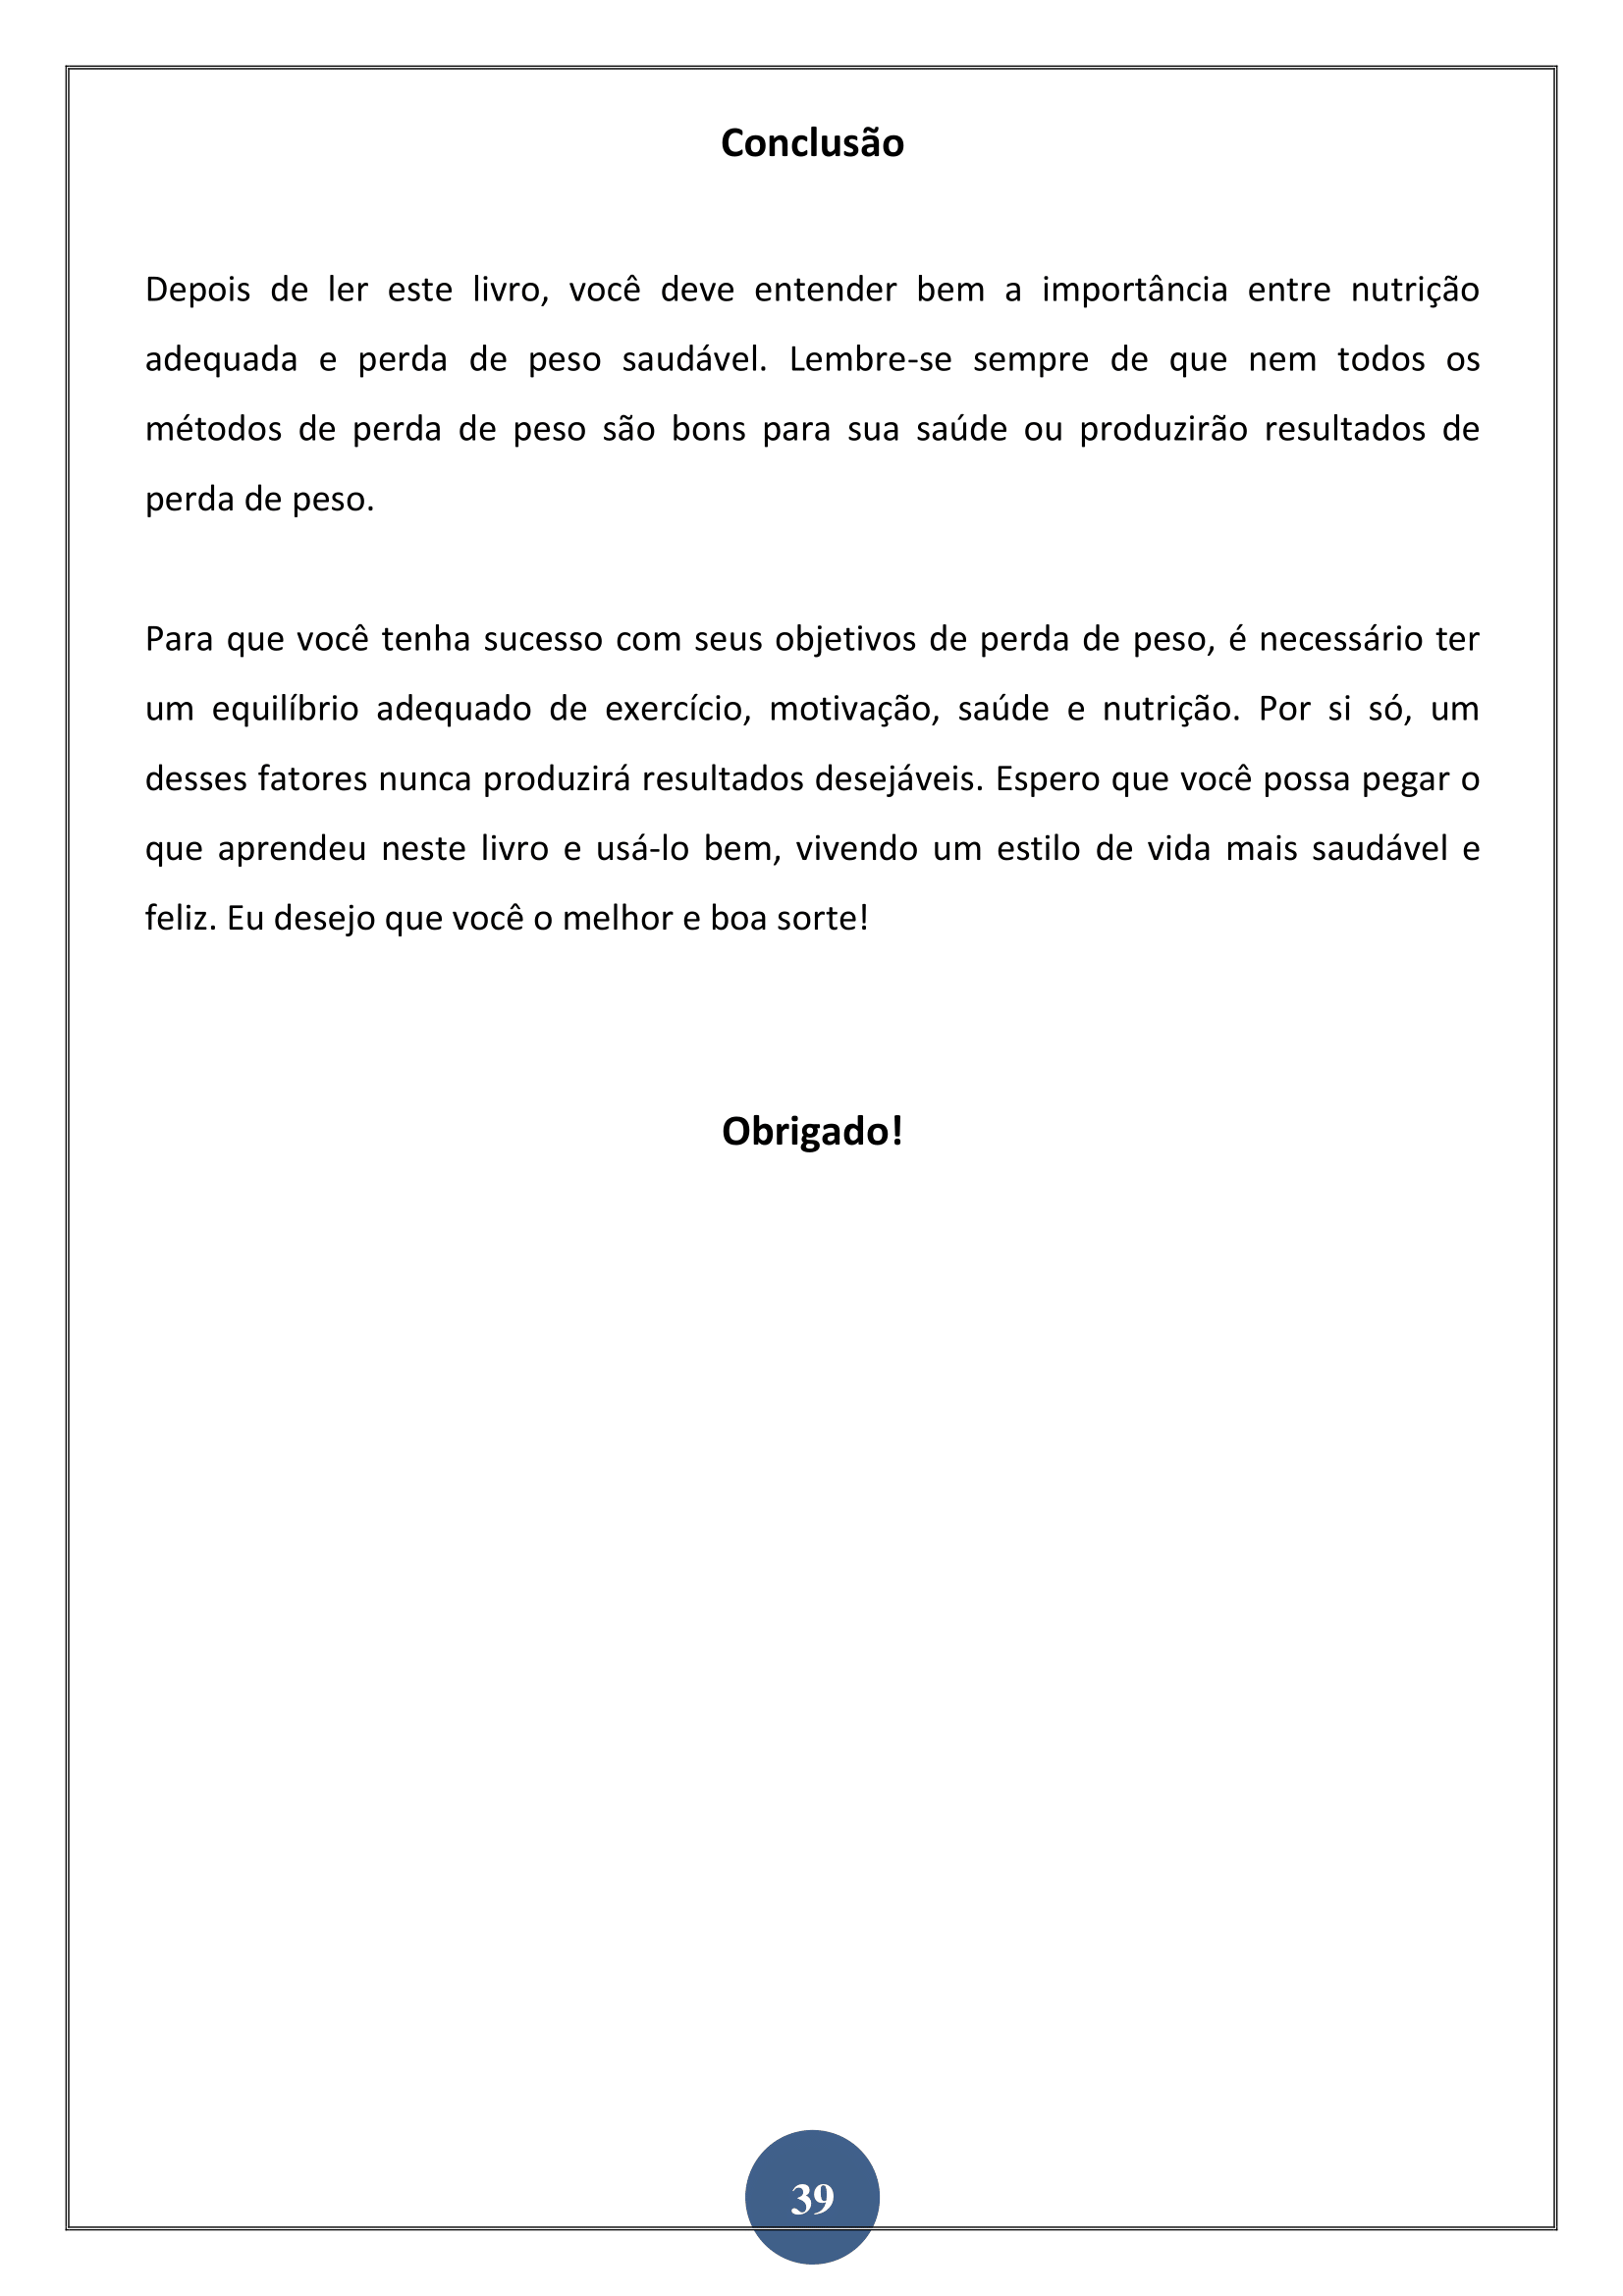 Conclusão
Depois de ler este livro, você deve entender bem a importância entre nutrição
adequada e perda de peso saudável. Lembre-se sempre de que nem todos os
métodos de perda de peso são bons para sua saúde ou produzirão resultados de
perda de peso.
Para que você tenha sucesso com seus objetivos de perda de peso, é necessário ter
um equilíbrio adequado de exercício, motivação, saúde e nutrição. Por si só, um
desses fatores nunca produzirá resultados desejáveis. Espero que você possa pegar o
que aprendeu neste livro e usá-lo bem, vivendo um estilo de vida mais saudável e
feliz. Eu desejo que você o melhor e boa sorte!
Obrigado!
39